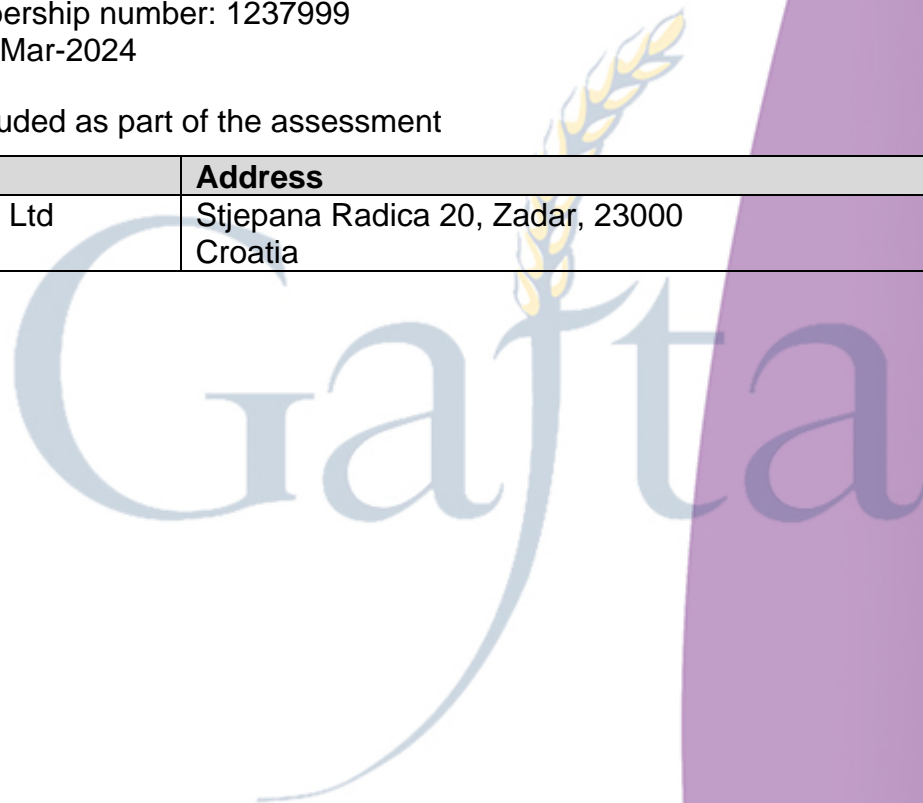 bership number: 1237999
Mar-2024
uded as part of the assessment
Address
Ltd
Stjepana Radica 20, Zadar, 23000
Croatia
Gafta